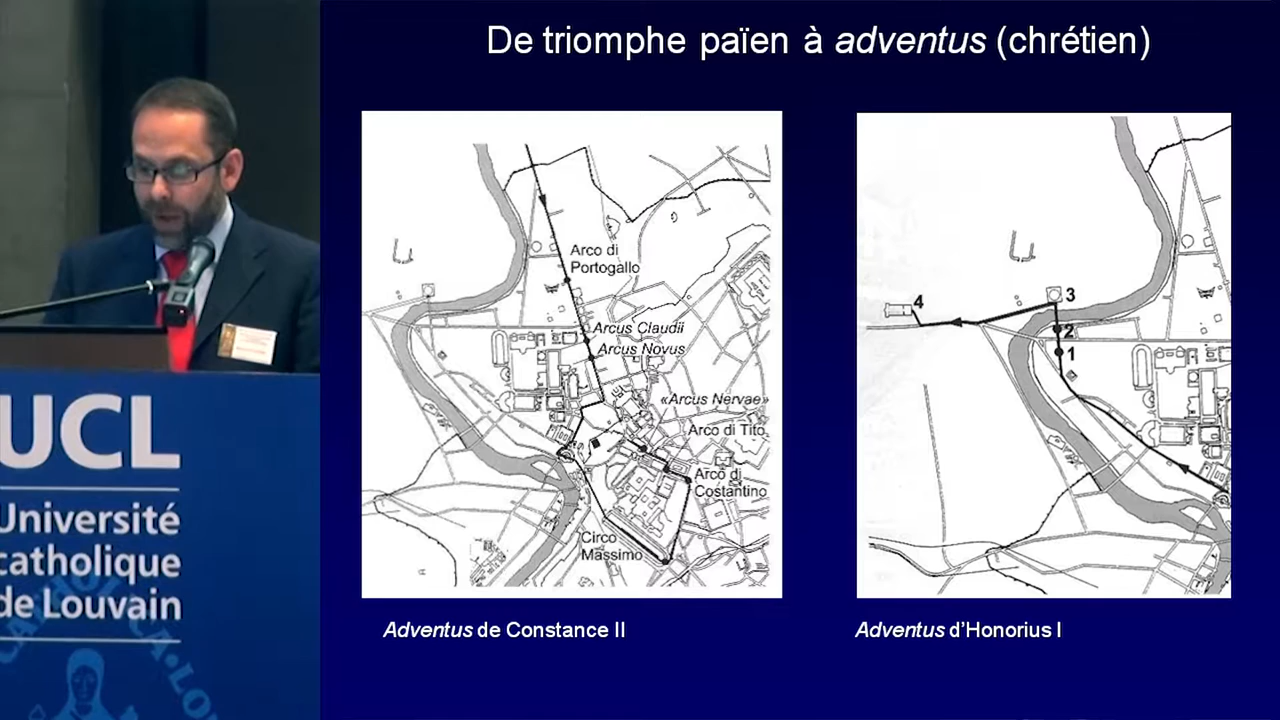 De triomphe païen à adventus (chrétien)
Arco di
Portogallo
Arcus Claudii
Arcus Novus
«Arcus Nervae»
Arco di Tito
Arco di
Costantino
Circo
Massimo
Adventus de Constance II
4
3
2
1
Adventus d'Honorius I
UCL
Université
catholique
de Louvain